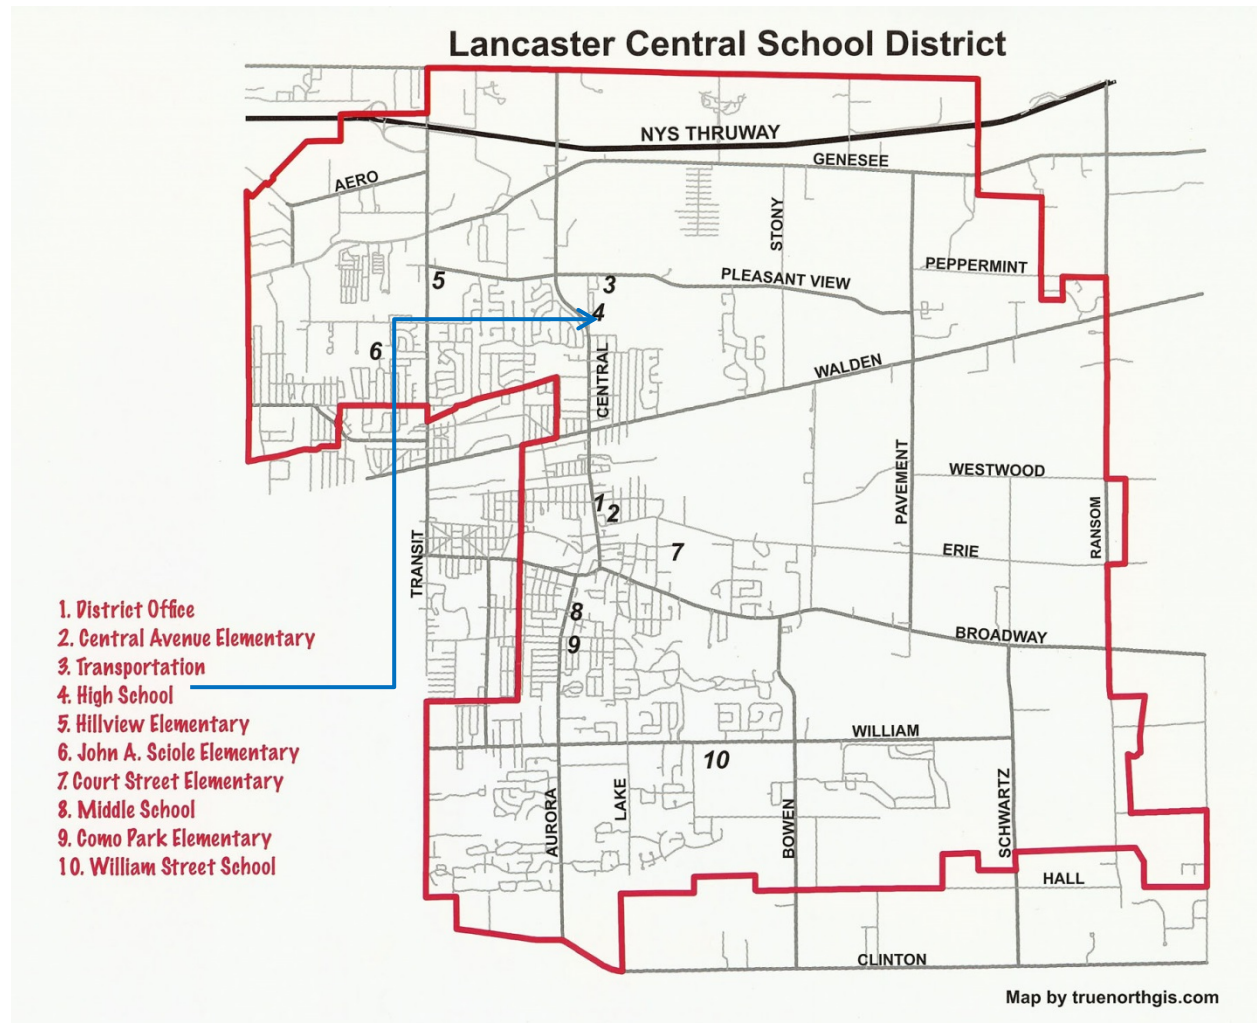 Lancaster Central School District
NYS THRUWAY
GENESEE
AERO
STONY
PEPPERMINT
5
3
PLEASANT VIEW
4
6
CENTRAL
WALDEN
WESTWOOD
PAVEMENT
RANSOM
1
2
TRANSIT
7
ERIE
8
BROADWAY
9
WILLIAM
10
AURORA
LAKE
BOWEN
SCHWARTZ
HALL
CLINTON
1. District Office
2. Central Avenue Elementary
3. Transportation
4. High School
5. Hillview Elementary
6. John A. Sciole Elementary
7. Court Street Elementary
8. Middle School
9. Como Park Elementary
10. William Street School
Map by truenorthgis.com